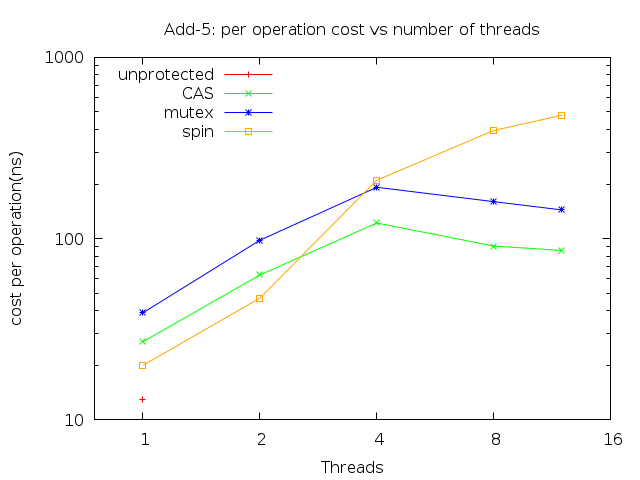 Add-5: per operation cost vs number of threads
1000
unprotected
CAS
mutex
spin
cost per operation(ns)
100
10
1 2 4 8 16
Threads